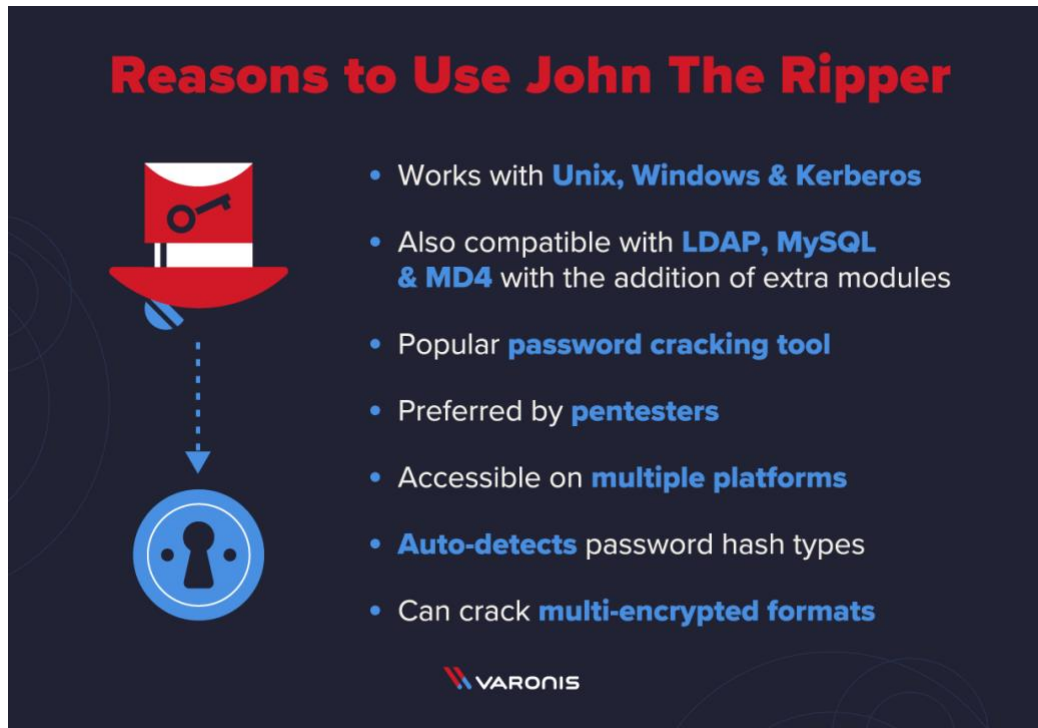 Reasons to Use John The Ripper
• Works with Unix, Windows & Kerberos
• Also compatible with LDAP, MySQL
& MD4 with the addition of extra modules
• Popular password cracking tool
• Preferred by pentesters
• Accessible on multiple platforms
• Auto-detects password hash types
• Can crack multi-encrypted formats
VARONIS